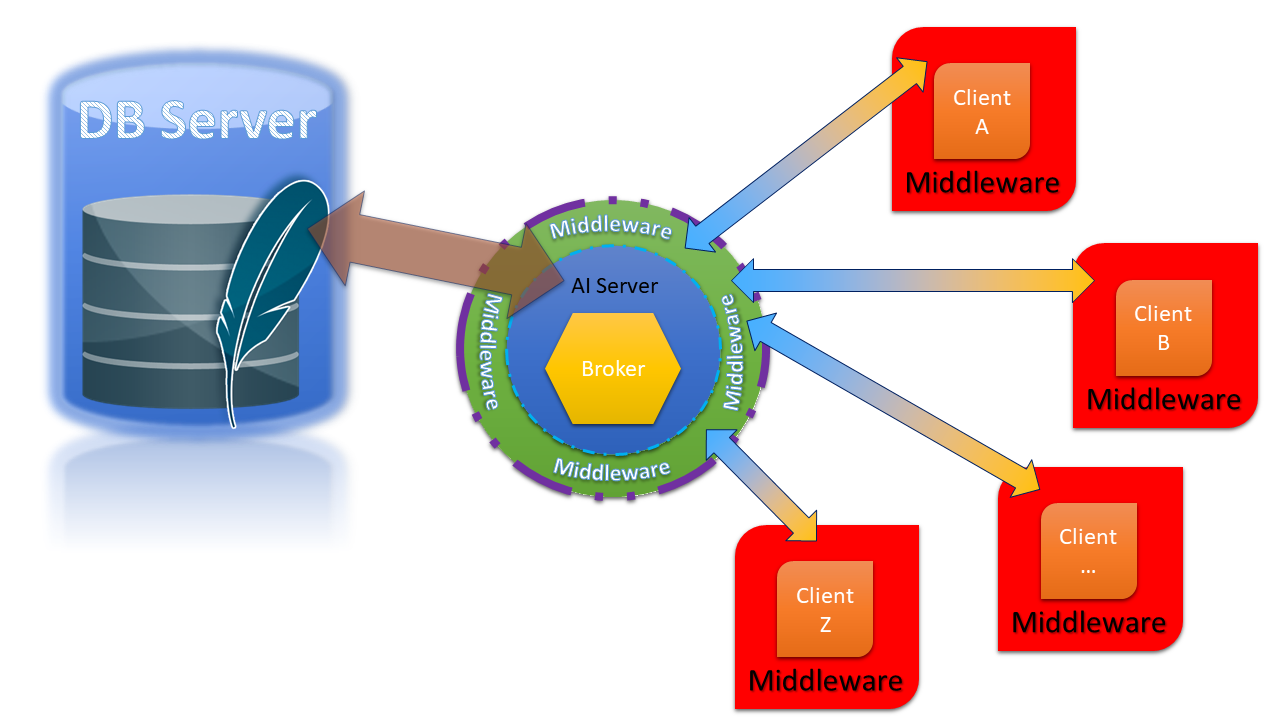 DB Server
Middleware
AI Server
Middleware
Broker
Middleware
Middleware
Client
A
Middleware
Client
B
Middleware
Client
...
Middleware
Client
Z
Middleware